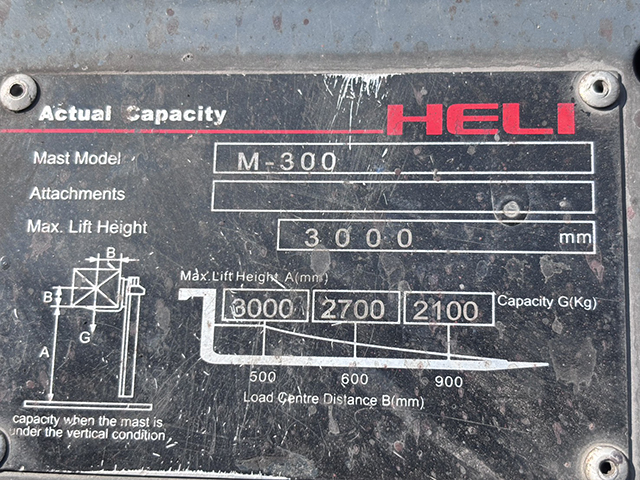 Actual Capacity HELI
Mast Model M-300
Attachments
Max. Lift Height 3000 mm
Max. Lift Height A(mm)
3000 2700 2100 Capacity G(Kg)
500 600 900
Load Centre Distance B(mm)
B
B
G
A
capacity when the mast is
under the vertical condition